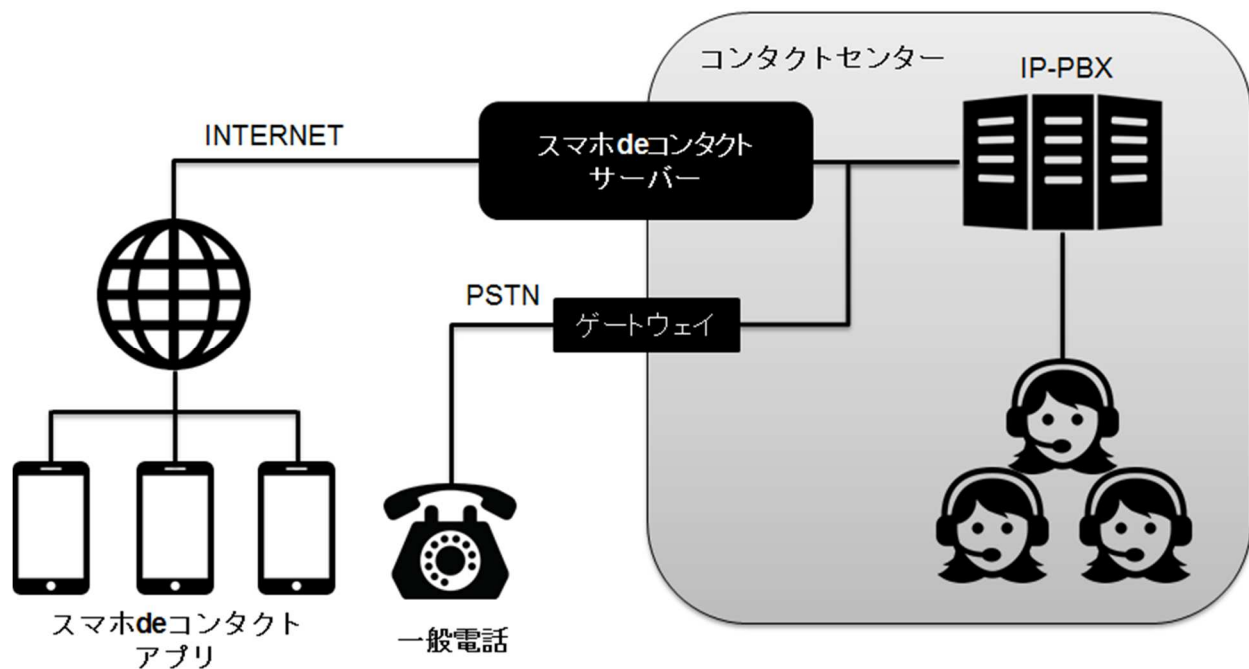 コンタクトセンター
IP-PBX
INTERNET
スマホdeコンタクト
サーバー
PSTN
ゲートウェイ
スマホdeコンタクト
アプリ
一般電話